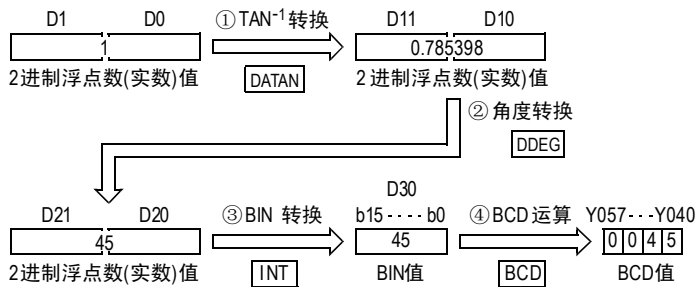 D1 D0 ①TAN-1转换 D11 D10
1 0.785398
2进制浮点数(实数)值 DATAN 2进制浮点数(实数)值
②角度转换
DDEG
D30
D21 D20 ③BIN 转换 b15----b0 ④BCD运算 Y057---Y040
45 45 0 0 4 5
2进制浮点数(实数)值 INT BIN值 BCD BCD值